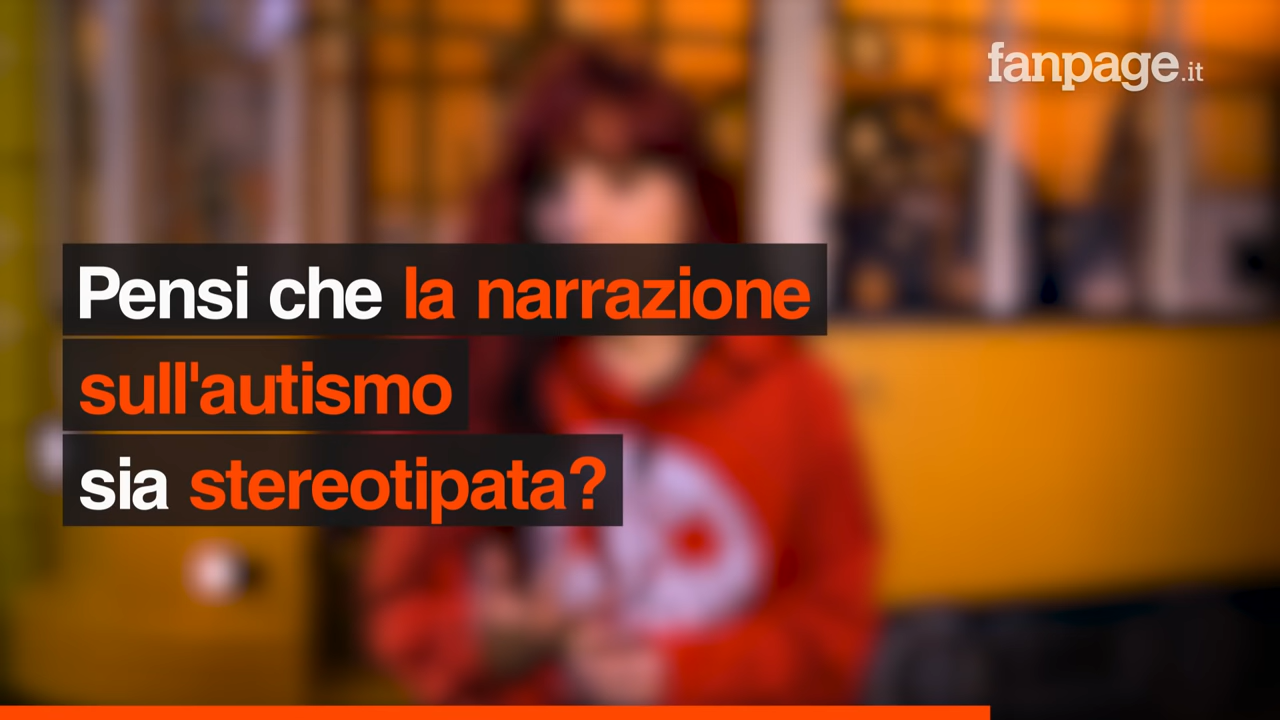 fanpage.it
Pensi che la narrazione
sull'autismo
sia stereotipata?